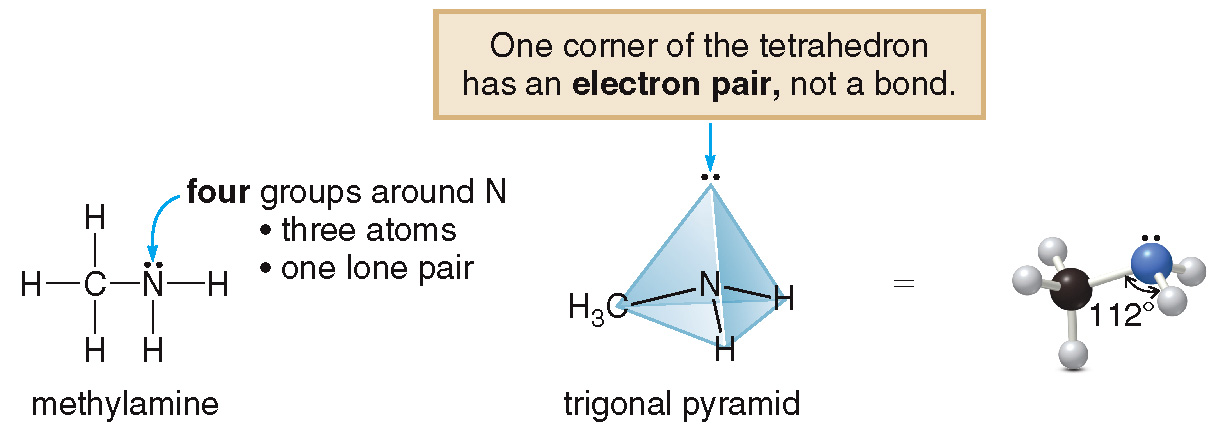 One corner of the tetrahedron
has an electron pair, not a bond.
four groups around N
• three atoms
• one lone pair
H
H—C—N̈—H
H H
methylamine
N
H₃C
H
H
trigonal pyramid
=
112°